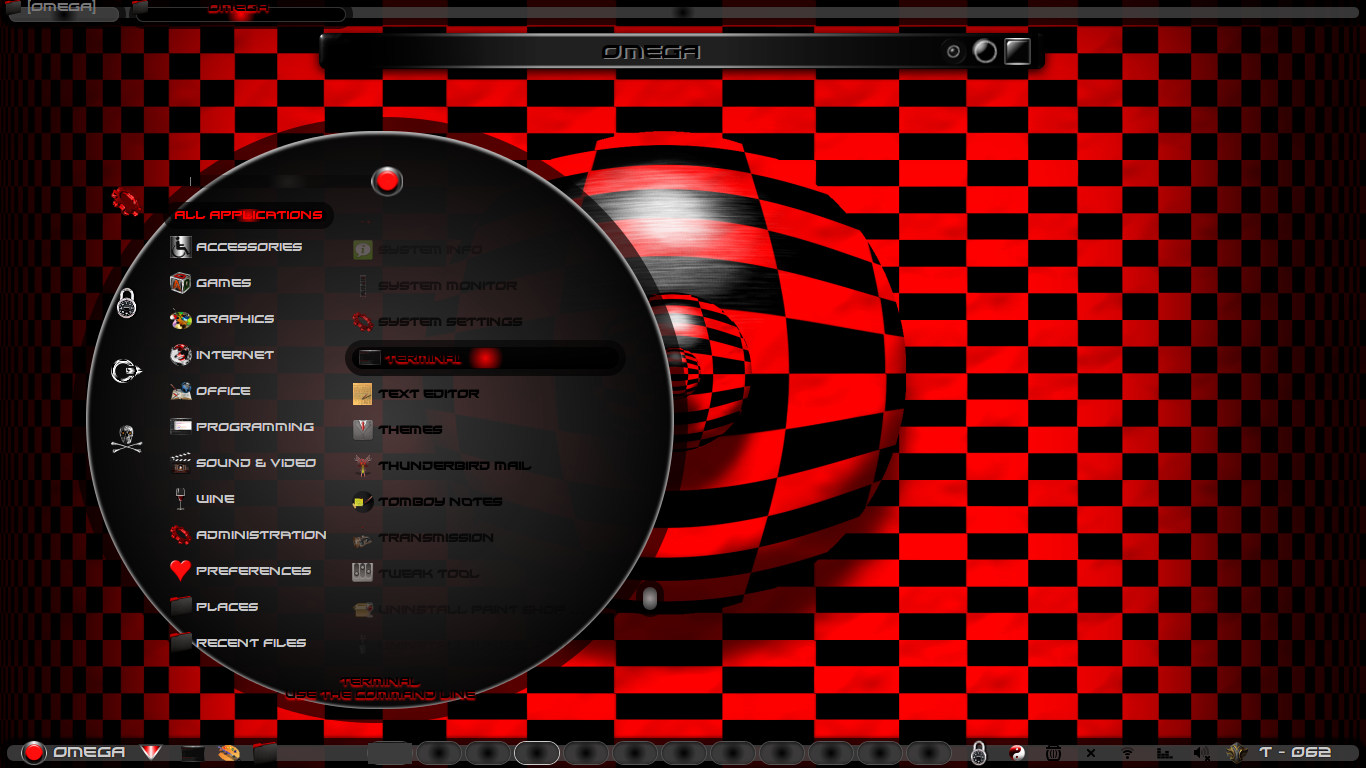 [OMEGA]
OMEGA
OMEGA
ALL APPLICATIONS
ACCESSORIES
GAMES
GRAPHICS
INTERNET
OFFICE
PROGRAMMING
SOUND & VIDEO
WINE
ADMINISTRATION
PREFERENCES
PLACES
RECENT FILES
SYSTEM INFO
SYSTEM MONITOR
SYSTEM SETTINGS
TERMINAL
TEXT EDITOR
THEMES
THUNDERBIRD MAIL
TOMBOY NOTES
TRANSMISSION
TWEAK TOOL
UNINSTALL PAINT SHOP
TERMINAL
USE THE COMMAND LINE
OMEGA
T - 062